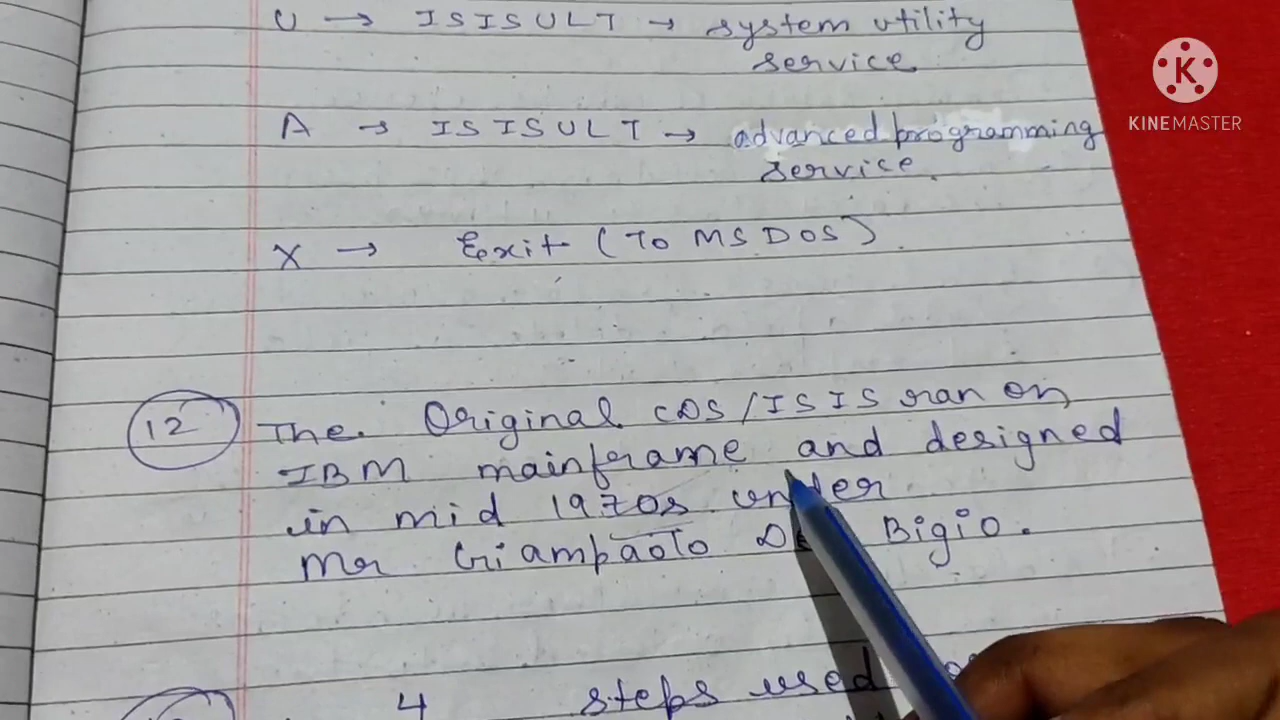 U → ISISULT → system utility
service
K
KINEMASTER
A → ISISULT → advanced programming
service
X → Exit (TO MS DOS)
12 The Original CDS/ISIS ran on
IBM mainframe and designed
in mid 1970s under
Mr Giampaolo Del Bigio.
4 steps used